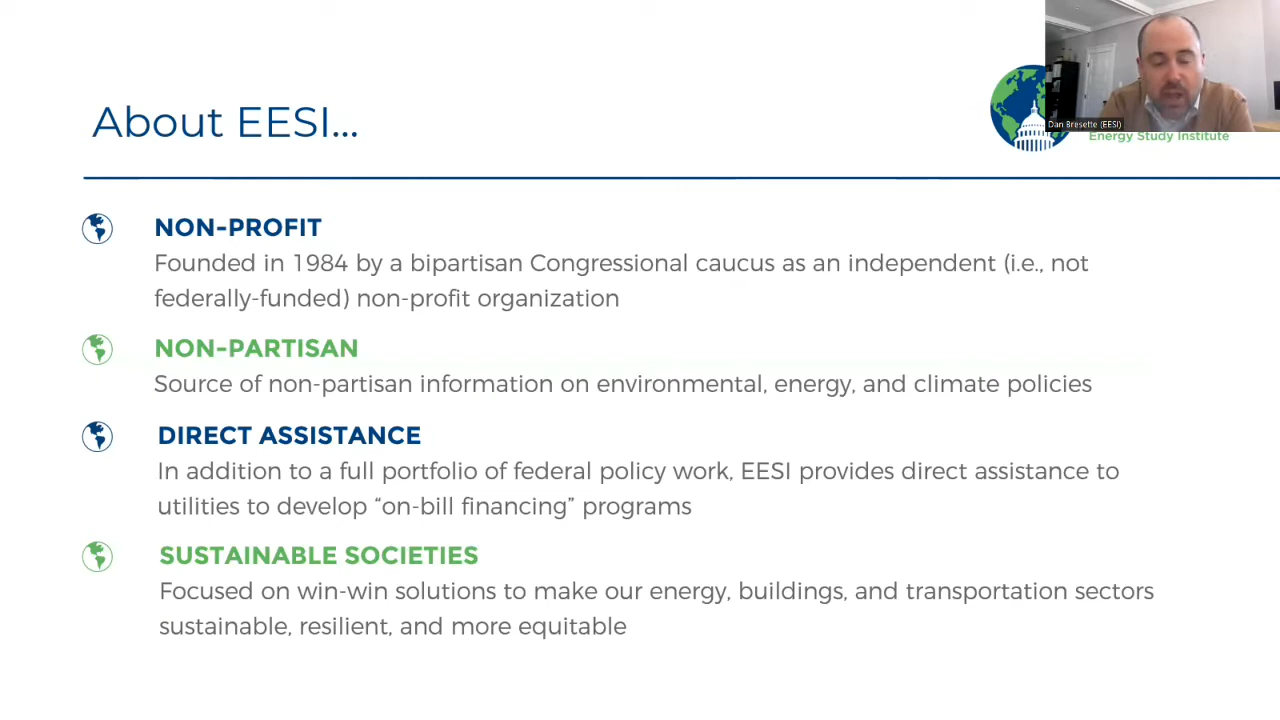 About EESI...
Dan Bresette (EESI)
Energy Study Institute
NON-PROFIT
Founded in 1984 by a bipartisan Congressional caucus as an independent (i.e., not
federally-funded) non-profit organization
NON-PARTISAN
Source of non-partisan information on environmental, energy, and climate policies
DIRECT ASSISTANCE
In addition to a full portfolio of federal policy work, EESI provides direct assistance to
utilities to develop “on-bill financing” programs
SUSTAINABLE SOCIETIES
Focused on win-win solutions to make our energy, buildings, and transportation sectors
sustainable, resilient, and more equitable